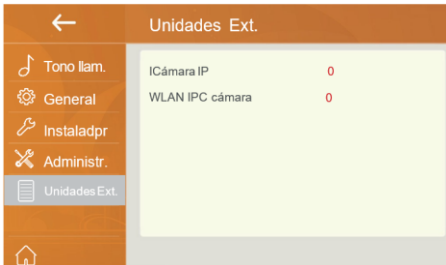 Unidades Ext.
Tono llam.
General
Instaladpr
Administr.
Unidades Ext.
ICámara IP 0
WLAN IPC cámara 0